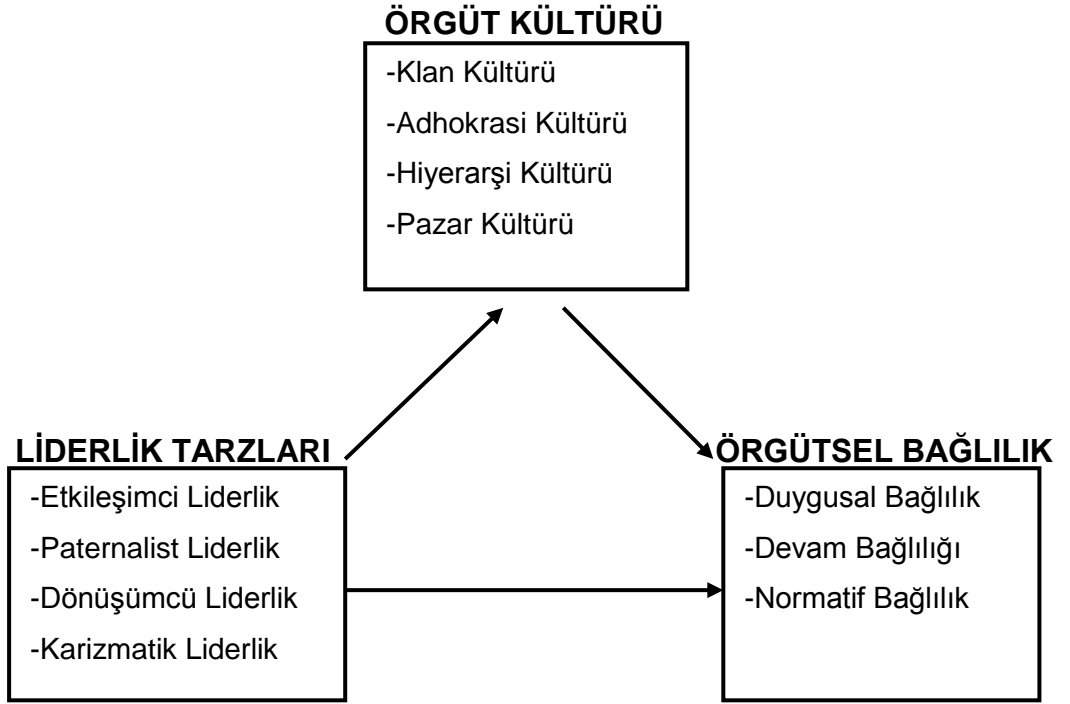 ÖRGÜT KÜLTÜRÜ
-Klan Kültürü
-Adhokrasi Kültürü
-Hiyerarşi Kültürü
-Pazar Kültürü
LİDERLİK TARZLARI
-Etkileşimci Liderlik
-Paternalist Liderlik
-Dönüşümcü Liderlik
-Karizmatik Liderlik
ÖRGÜTSEL BAĞLILIK
-Duygusal Bağlılık
-Devam Bağlılığı
-Normatif Bağlılık